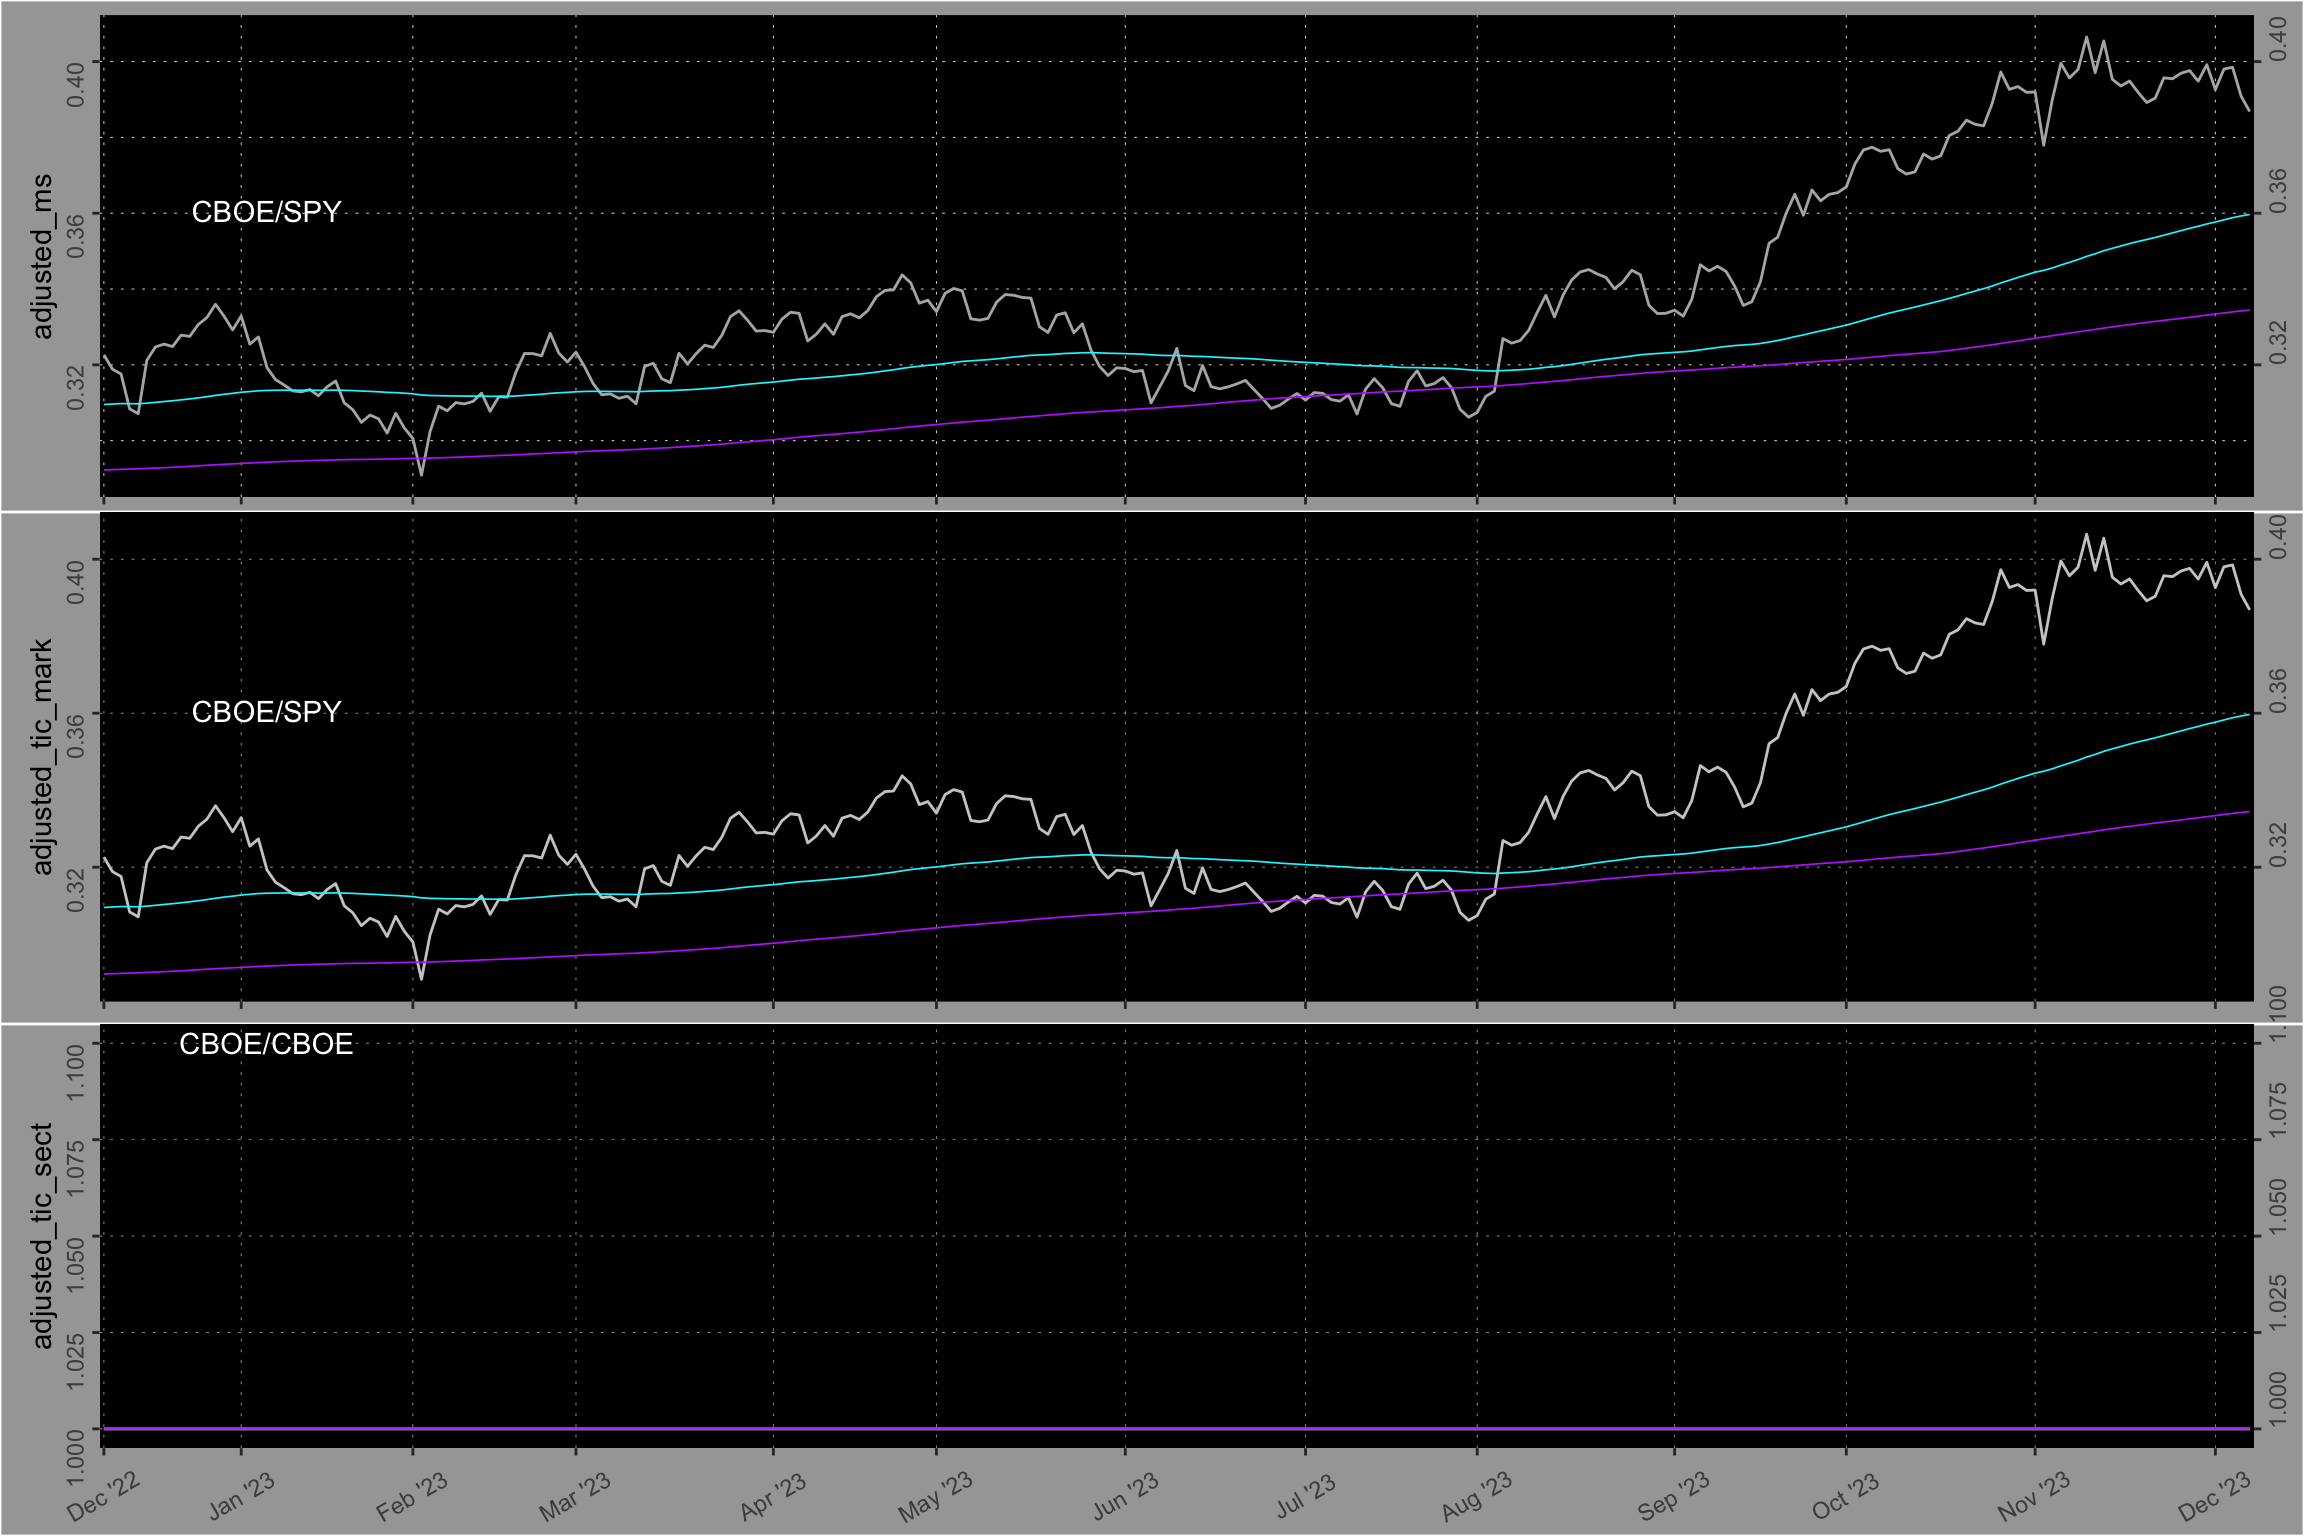 adjusted_ms
0.40
0.36
0.32
CBOE/SPY
0.40
0.36
0.32
adjusted_tic_mark
0.40
0.36
0.32
CBOE/SPY
0.40
0.36
0.32
adjusted_tic_sect
1.100
1.075
1.050
1.025
1.000
CBOE/CBOE
1.100
1.075
1.050
1.025
1.000
Dec '22
Jan '23
Feb '23
Mar '23
Apr '23
May '23
Jun '23
Jul '23
Aug '23
Sep '23
Oct '23
Nov '23
Dec '23